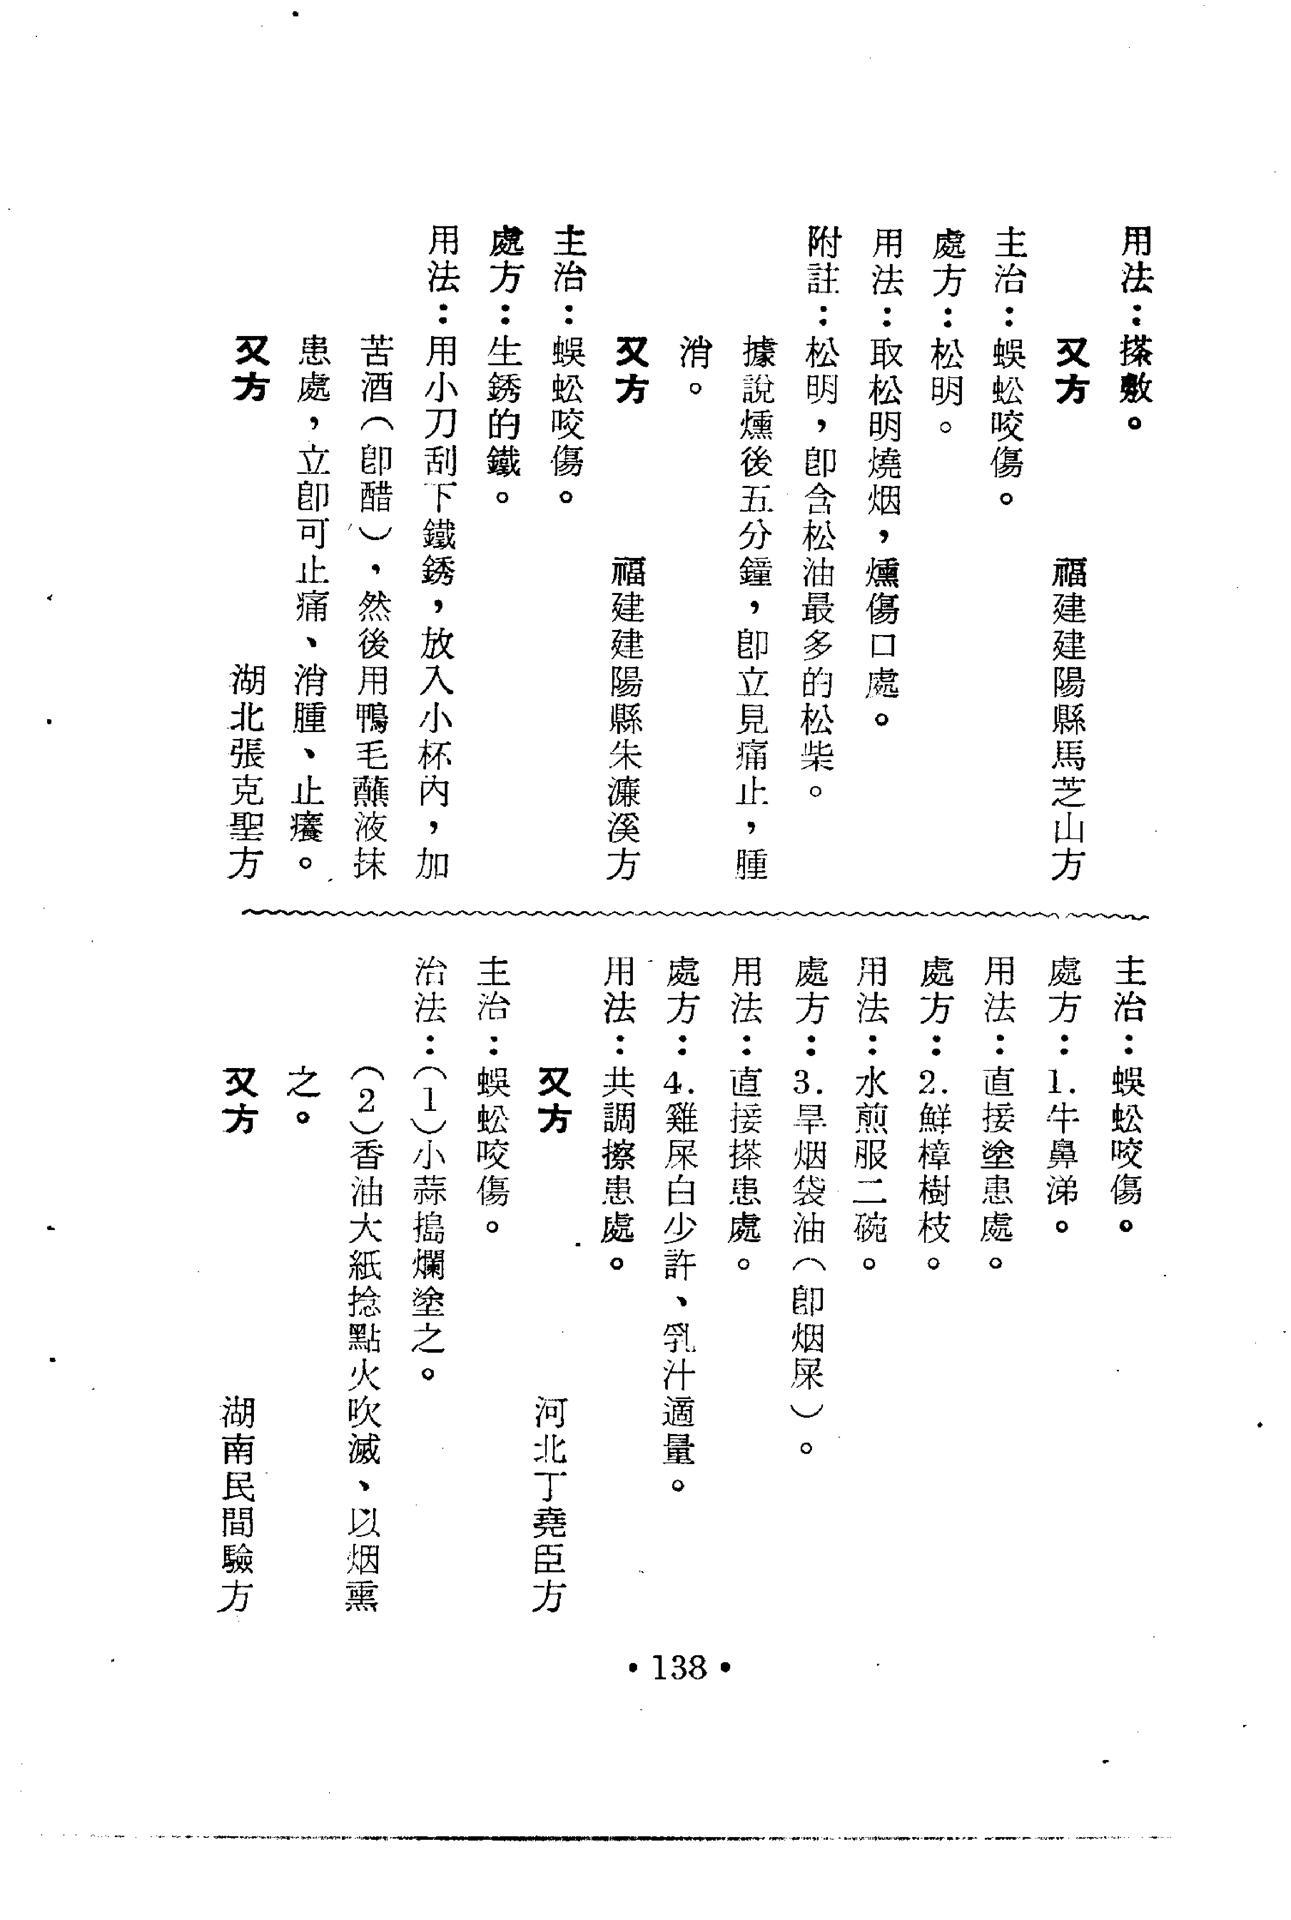 用法：搽敷。
又方　福建建陽縣馬芝山方
主治：蜈蚣咬傷。
處方：松明。
用法：取松明燒烟，燻傷口處。
附註：松明，卽含松油最多的松柴。
據說燻後五分鐘，卽立見痛止，腫
消。
又方　福建建陽縣朱濂溪方
主治：蜈蚣咬傷。
處方：生銹的鐵。
用法：用小刀刮下鐵銹，放入小杯內，加
苦酒（卽醋），然後用鴨毛蘸液抹
患處，立卽可止痛、消腫、止癢。
又方　湖北張克聖方
主治：蜈蚣咬傷。
處方：1.牛鼻涕。
用法：直接塗患處。
處方：2.鮮樟樹枝。
用法：水煎服二碗。
處方：3.旱烟袋油（卽烟屎）。
用法：直接搽患處。
處方：4.雞屎白少許、乳汁適量。
用法：共調擦患處。
又方　河北丁堯臣方
主治：蜈蚣咬傷。
治法：（1）小蒜搗爛塗之。
（2）香油大紙捻點火吹滅、以烟熏
之。
又方　湖南民間驗方
•138•